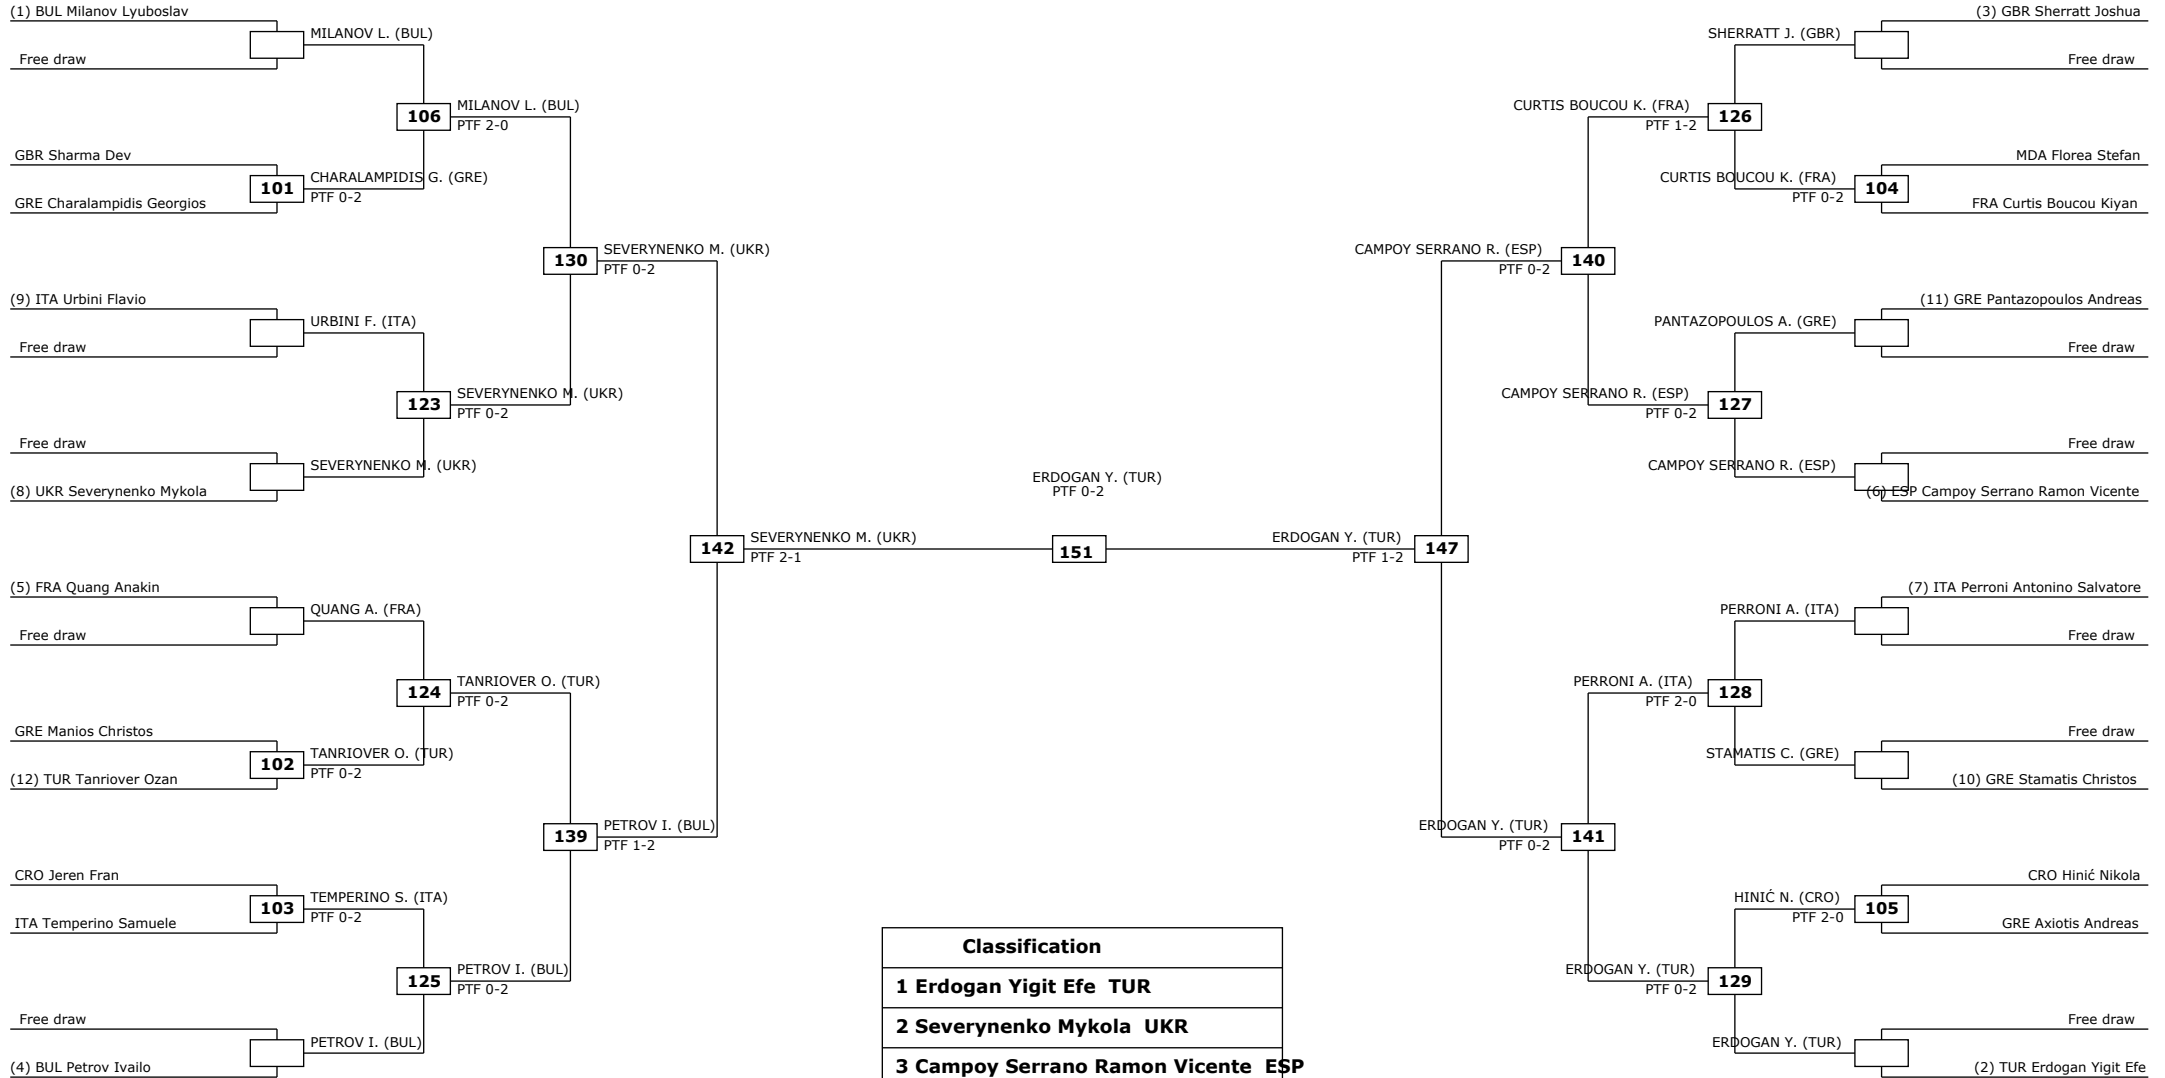 (1) BUL Milanov Lyuboslav
MILANOV L. (BUL)
Free draw
106
MILANOV L. (BUL)
PTF 2-0
GBR Sharma Dev
101
CHARALAMPIDIS G. (GRE)
PTF 0-2
GRE Charalampidis Georgios
130
SEVERYNENKO M. (UKR)
PTF 0-2
(9) ITA Urbini Flavio
URBINI F. (ITA)
Free draw
123
SEVERYNENKO M. (UKR)
PTF 0-2
Free draw
SEVERYNENKO M. (UKR)
(8) UKR Severynenko Mykola
142
SEVERYNENKO M. (UKR)
PTF 2-1
(5) FRA Quang Anakin
QUANG A. (FRA)
Free draw
124
TANRIOVER O. (TUR)
PTF 0-2
GRE Manios Christos
102
TANRIOVER O. (TUR)
PTF 0-2
(12) TUR Tanriover Ozan
139
PETROV I. (BUL)
PTF 1-2
CRO Jeren Fran
103
TEMPERINO S. (ITA)
PTF 0-2
ITA Temperino Samuele
125
PETROV I. (BUL)
PTF 0-2
Free draw
PETROV I. (BUL)
(4) BUL Petrov Ivailo
ERDOGAN Y. (TUR)
PTF 0-2
151
(3) GBR Sherratt Joshua
SHERRATT J. (GBR)
Free draw
CURTIS BOUCOU K. (FRA)
PTF 1-2
126
MDA Florea Stefan
CURTIS BOUCOU K. (FRA)
PTF 0-2
104
FRA Curtis Boucou Kiyan
CAMPOY SERRANO R. (ESP)
PTF 0-2
140
(11) GRE Pantazopoulos Andreas
PANTAZOPOULOS A. (GRE)
Free draw
CAMPOY SERRANO R. (ESP)
PTF 0-2
127
Free draw
CAMPOY SERRANO R. (ESP)
(6) ESP Campoy Serrano Ramon Vicente
ERDOGAN Y. (TUR)
PTF 1-2
147
(7) ITA Perroni Antonino Salvatore
PERRONI A. (ITA)
Free draw
PERRONI A. (ITA)
PTF 2-0
128
Free draw
STAMATIS C. (GRE)
(10) GRE Stamatis Christos
ERDOGAN Y. (TUR)
PTF 0-2
141
CRO Hinić Nikola
HINIĆ N. (CRO)
PTF 2-0
105
GRE Axiotis Andreas
ERDOGAN Y. (TUR)
PTF 0-2
129
Free draw
ERDOGAN Y. (TUR)
(2) TUR Erdogan Yigit Efe
Classification
1 Erdogan Yigit Efe TUR
2 Severynenko Mykola UKR
3 Campoy Serrano Ramon Vicente ESP